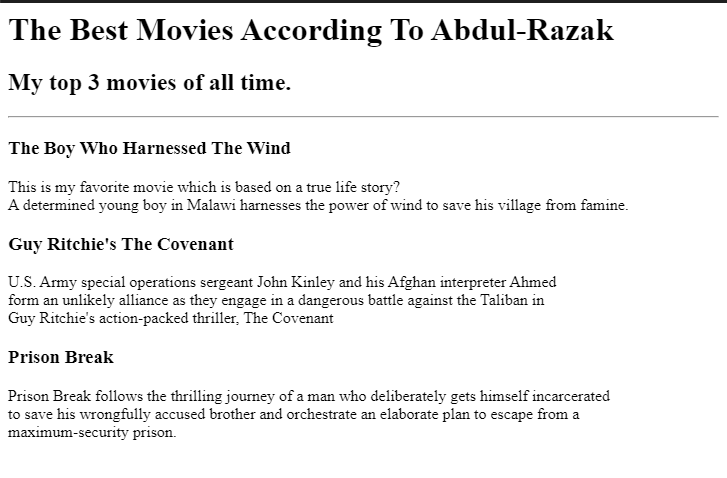 The Best Movies According To Abdul-Razak
My top 3 movies of all time.
The Boy Who Harnessed The Wind
This is my favorite movie which is based on a true life story?
A determined young boy in Malawi harnesses the power of wind to save his village from famine.
Guy Ritchie's The Covenant
U.S. Army special operations sergeant John Kinley and his Afghan interpreter Ahmed
form an unlikely alliance as they engage in a dangerous battle against the Taliban in
Guy Ritchie's action-packed thriller, The Covenant
Prison Break
Prison Break follows the thrilling journey of a man who deliberately gets himself incarcerated
to save his wrongfully accused brother and orchestrate an elaborate plan to escape from a
maximum-security prison.